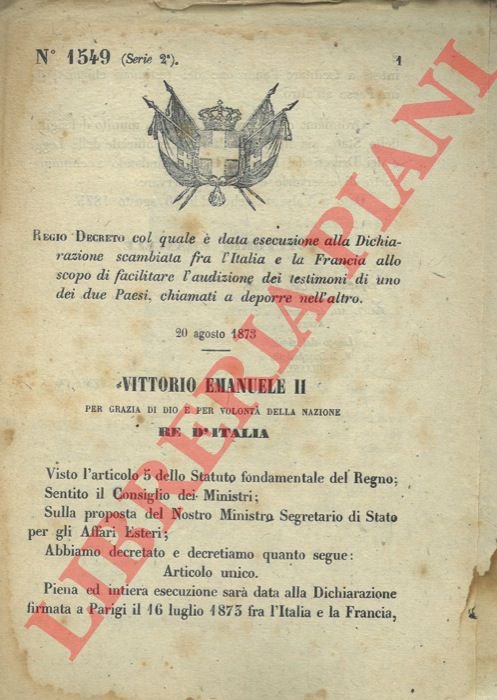 N° 1549 (Serie 2ª).
1
REGIO DECRETO col quale è data esecuzione alla Dichia-
razione scambiata fra l'Italia e la Francia allo
scopo di facilitare l'audizione dei testimoni di uno
dei due Paesi, chiamati a deporre nell'altro.
20 agosto 1873
VITTORIO EMANUELE II
PER GRAZIA DI DIO E PER VOLONTÀ DELLA NAZIONE
RE D'ITALIA
Visto l'articolo 5 dello Statuto fondamentale del Regno;
Sentito il Consiglio dei Ministri;
Sulla proposta del Nostro Ministro Segretario di Stato
per gli Affari Esteri;
Abbiamo decretato e decretiamo quanto segue:
Articolo unico.
Piena ed intiera esecuzione sarà data alla Dichiarazione
firmata a Parigi il 16 luglio 1873 fra l'Italia e la Francia,
LIBRERIA PIANI